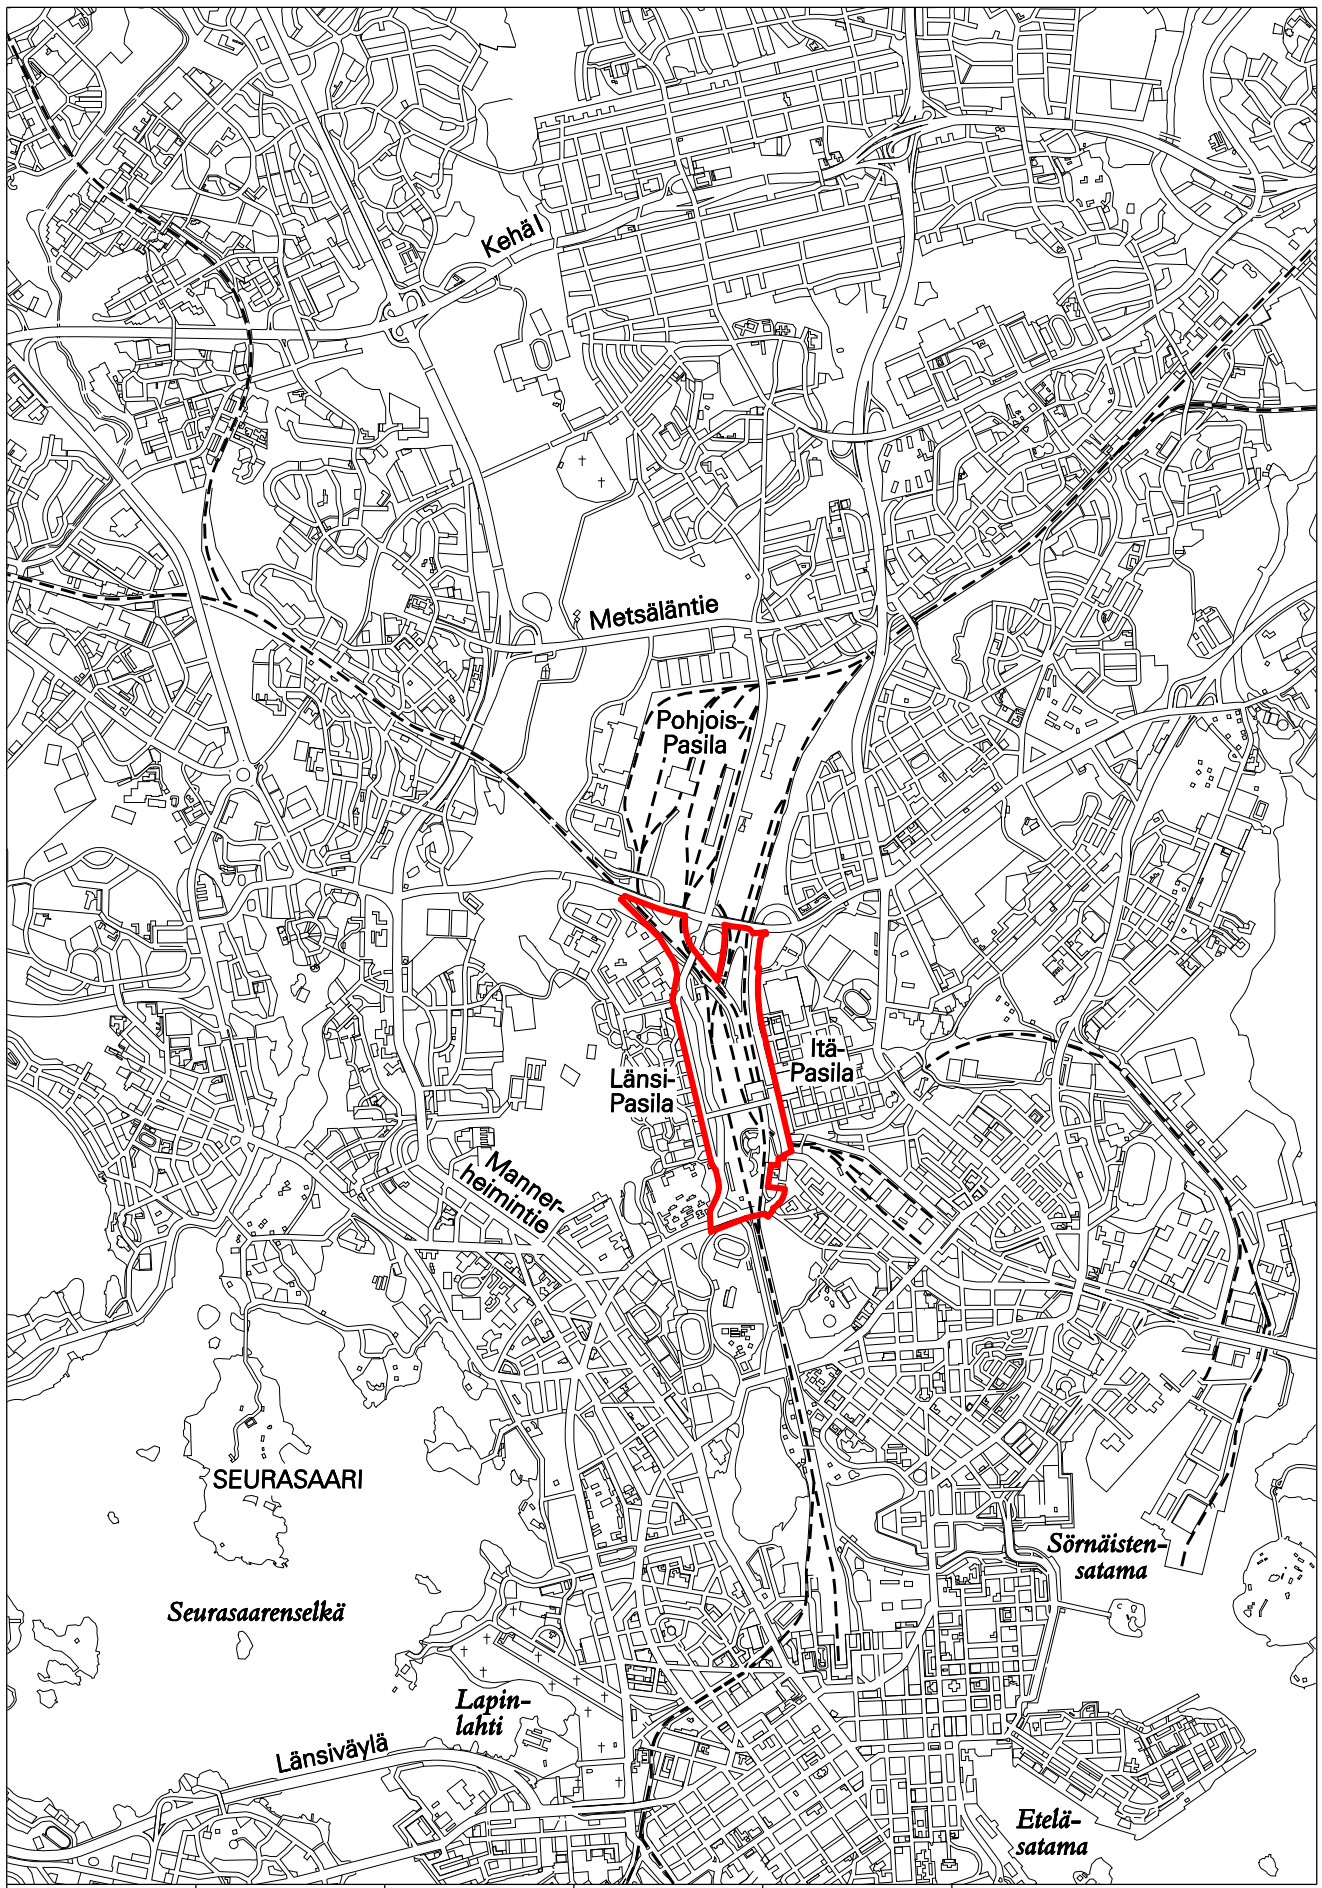 Kehä I
Metsäläntie
Pohjois-
Pasila
Itä-
Pasila
Länsi-
Pasila
Manner-
heimintie
SEURASAARI
Sörnäisten-
satama
Seurasaarenselkä
Lapin-
lahti
Länsiväylä
Etelä-
satama